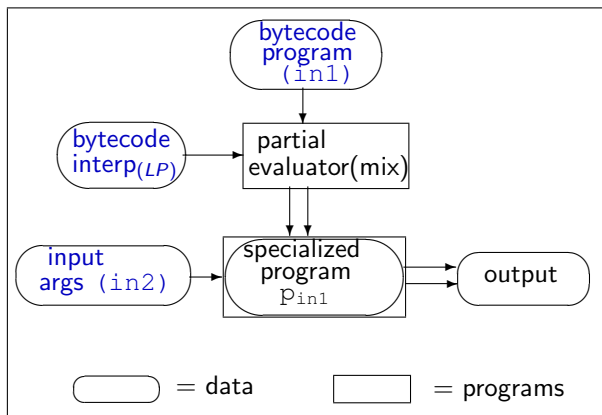 bytecode
program
(in1)
bytecode
interp(LP)
partial
evaluator(mix)
input
args (in2)
specialized
program
pin1
output
= data
= programs